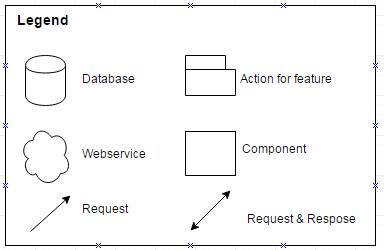 Legend
Database
Action for feature
Webservice
Component
Request
Request & Respose